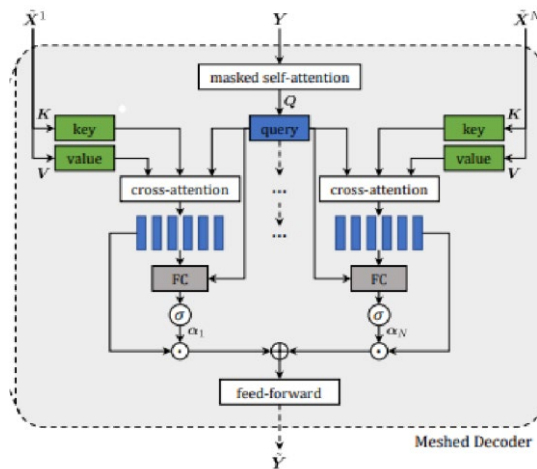 X̃¹ Y X̃ᴺ
masked self-attention
Q
K key query key K
V value value V
cross-attention ... cross-attention
...
FC FC
σ σ
α₁ αN
feed-forward
Meshed Decoder
Ỹ